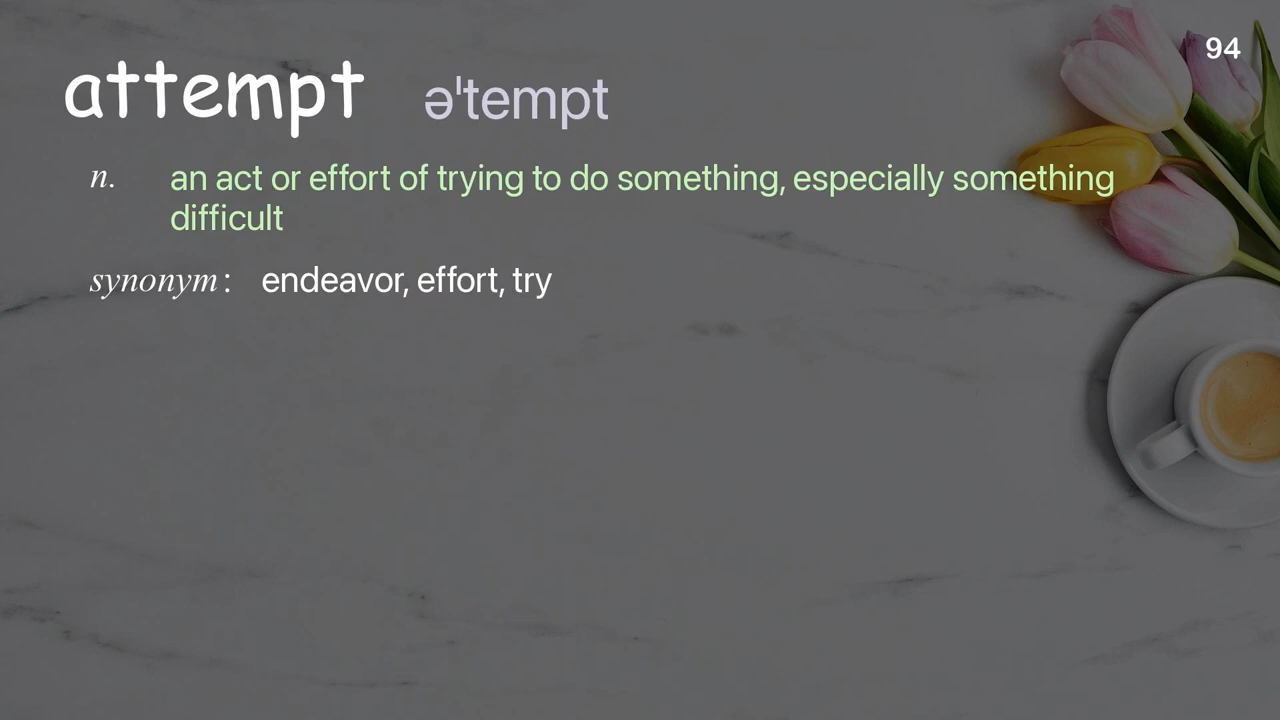 94
attempt əˈtempt
n. an act or effort of trying to do something, especially something
difficult
synonym: endeavor, effort, try